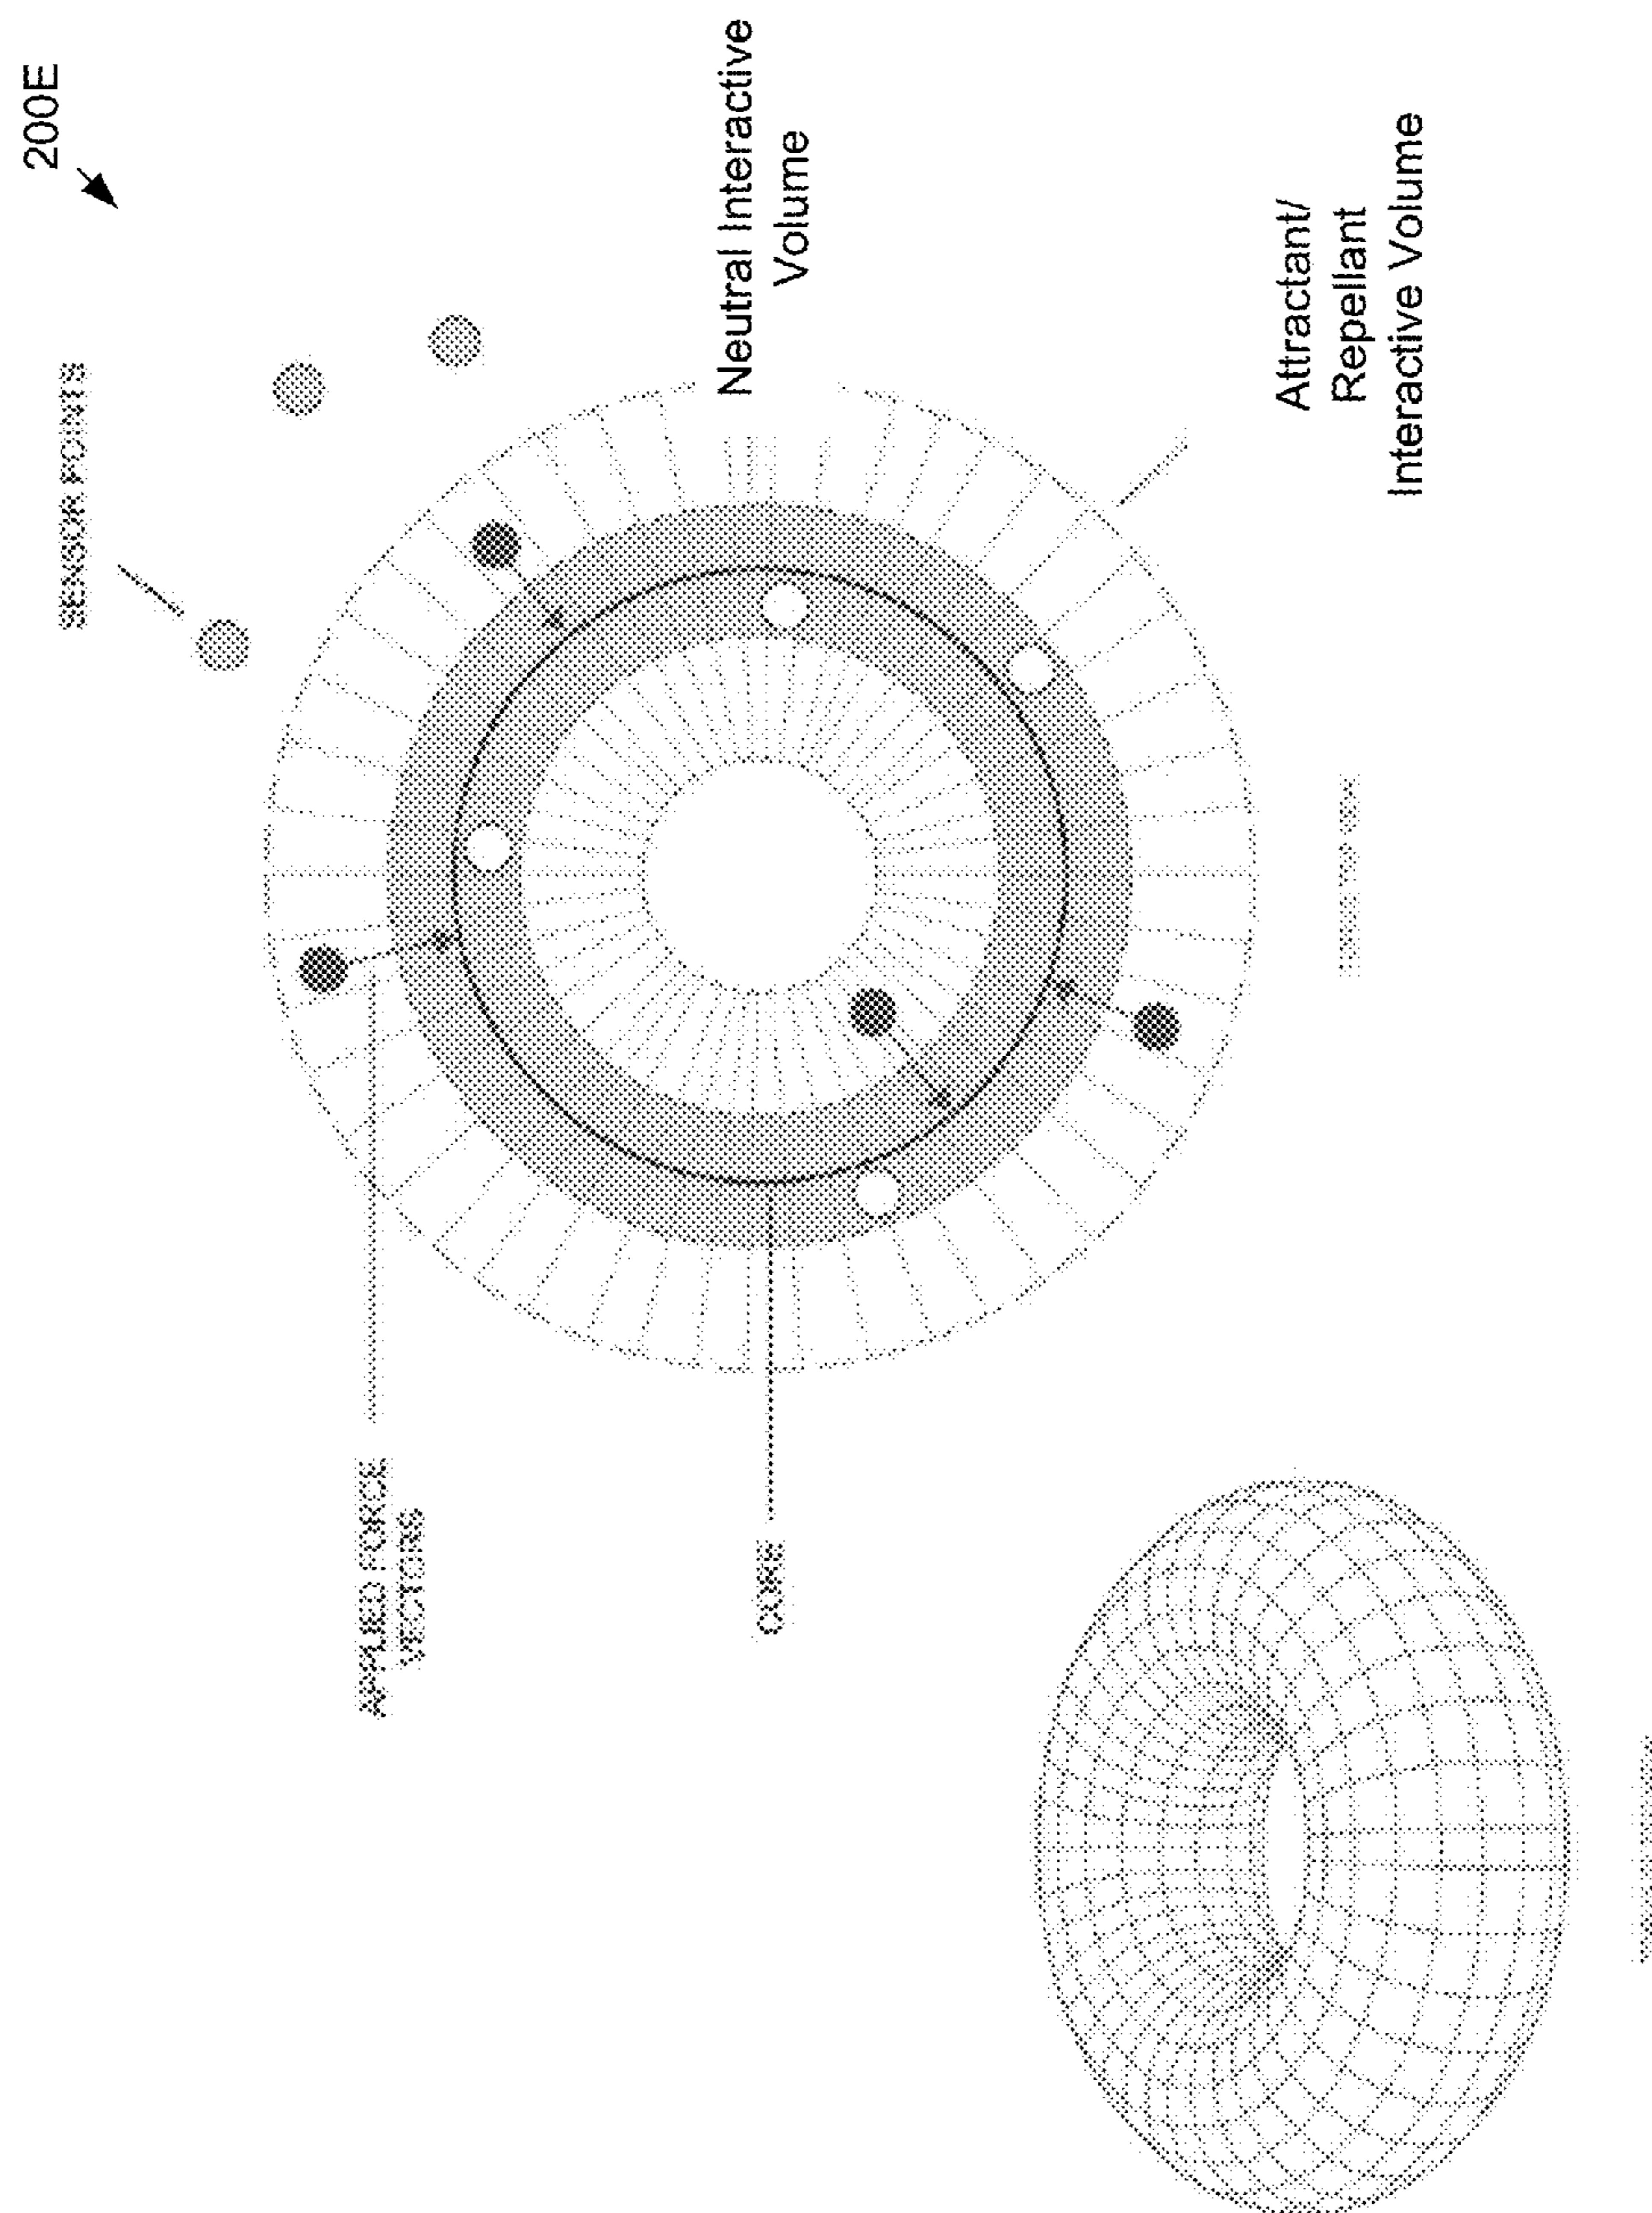 200E
SENSOR POINTS
Neutral Interactive
Volume
Attractant/
Repellant
Interactive Volume
APPLIED FORCE
VECTORS
CORE